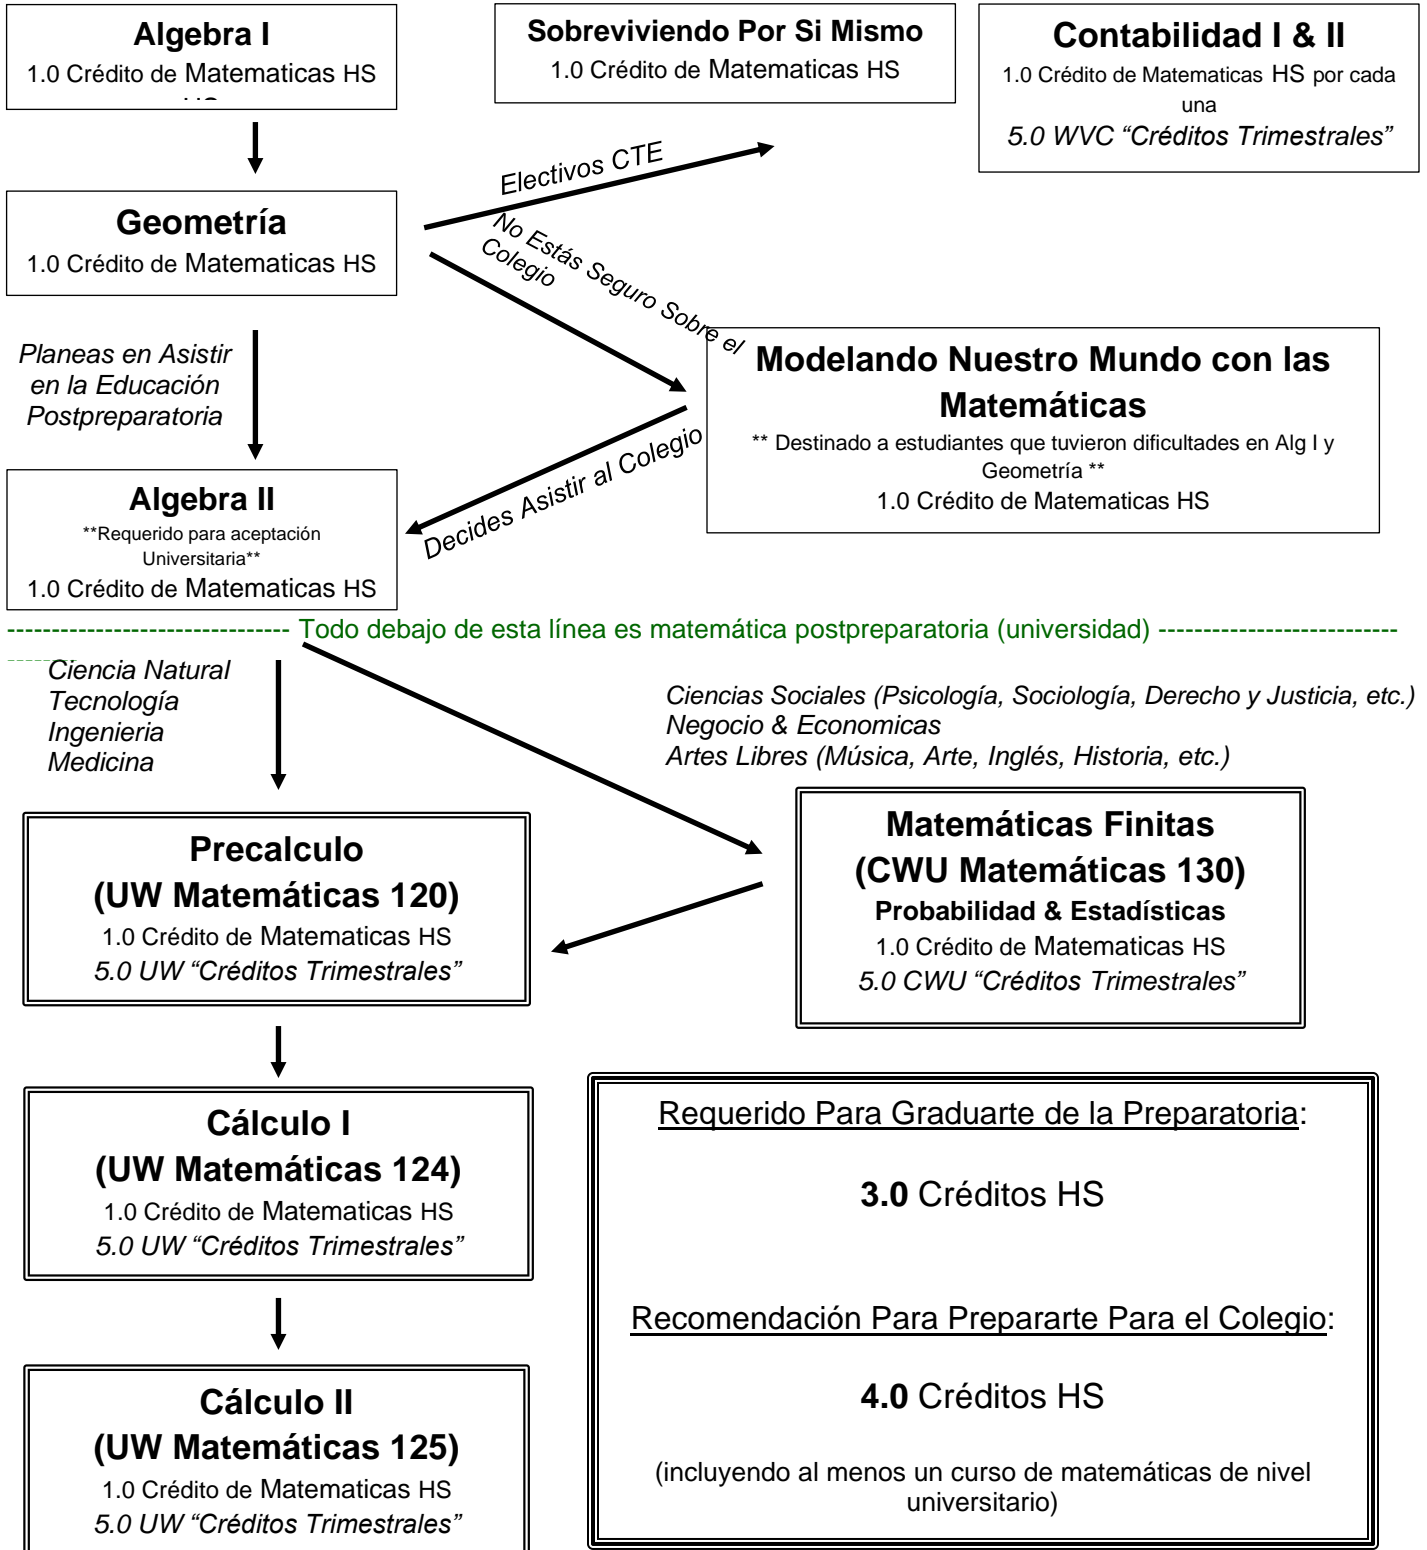 Algebra I
1.0 Crédito de Matematicas HS
Sobreviviendo Por Si Mismo
1.0 Crédito de Matematicas HS
Contabilidad I & II
1.0 Crédito de Matematicas HS por cada
una
5.0 WVC “Créditos Trimestrales”
Electivos CTE
Geometría
1.0 Crédito de Matematicas HS
No Estás Seguro Sobre el
Colegio
Planeas en Asistir
en la Educación
Postpreparatoria
Modelando Nuestro Mundo con las
Matemáticas
** Destinado a estudiantes que tuvieron dificultades en Alg I y
Geometría **
1.0 Crédito de Matematicas HS
Decides Asistir al Colegio
Algebra II
**Requerido para aceptación
Universitaria**
1.0 Crédito de Matematicas HS
Todo debajo de esta línea es matemática postpreparatoria (universidad)
Ciencia Natural
Tecnología
Ingenieria
Medicina
Ciencias Sociales (Psicología, Sociología, Derecho y Justicia, etc.)
Negocio & Economicas
Artes Libres (Música, Arte, Inglés, Historia, etc.)
Precalculo
(UW Matemáticas 120)
1.0 Crédito de Matematicas HS
5.0 UW “Créditos Trimestrales”
Matemáticas Finitas
(CWU Matemáticas 130)
Probabilidad & Estadísticas
1.0 Crédito de Matematicas HS
5.0 CWU “Créditos Trimestrales”
Cálculo I
(UW Matemáticas 124)
1.0 Crédito de Matematicas HS
5.0 UW “Créditos Trimestrales”
Requerido Para Graduarte de la Preparatoria:
3.0 Créditos HS
Recomendación Para Prepararte Para el Colegio:
4.0 Créditos HS
(incluyendo al menos un curso de matemáticas de nivel
universitario)
Cálculo II
(UW Matemáticas 125)
1.0 Crédito de Matematicas HS
5.0 UW “Créditos Trimestrales”